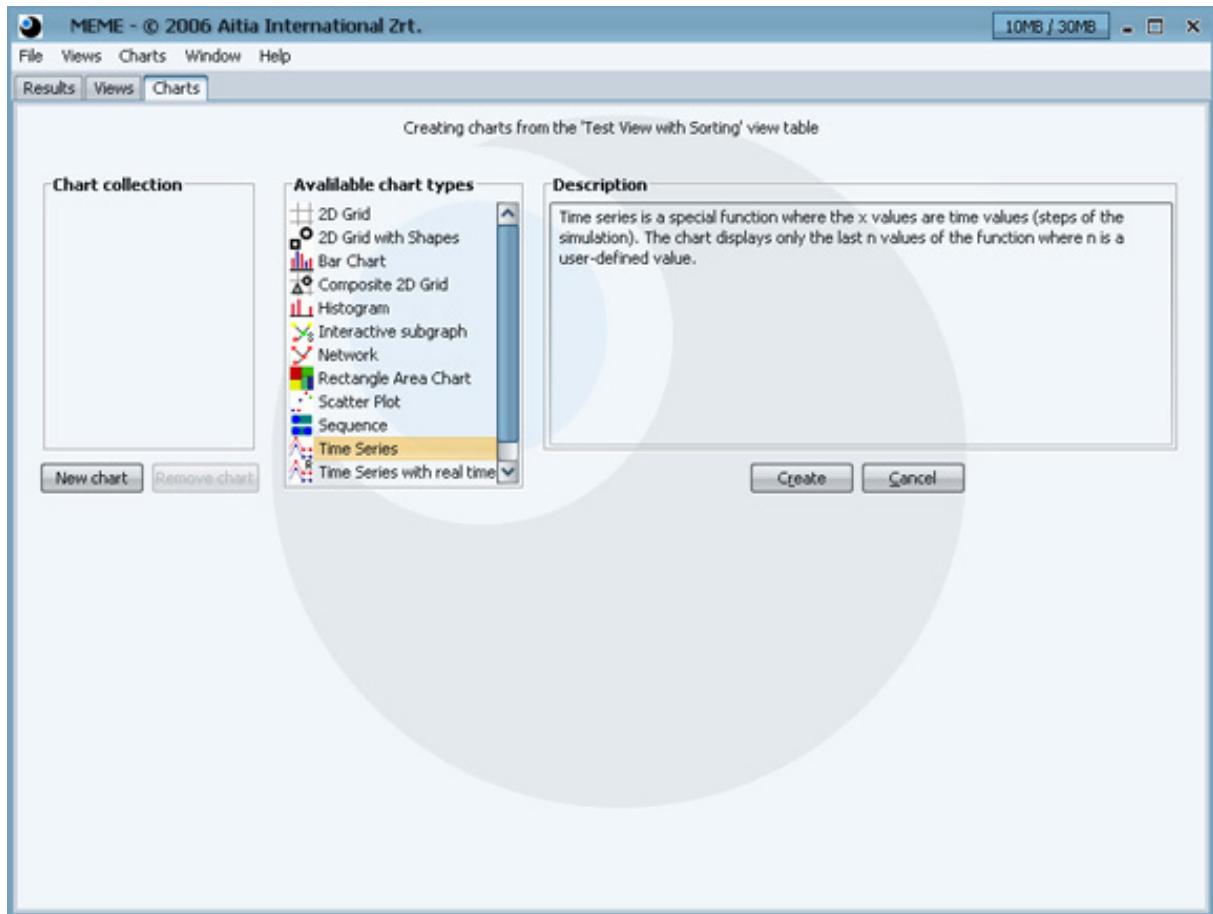 MEME - © 2006 Aitia International Zrt.
10MB / 30MB
File Views Charts Window Help
Results Views Charts
Creating charts from the 'Test View with Sorting' view table
Chart collection
New chart Remove chart
Avalilable chart types
2D Grid
2D Grid with Shapes
Bar Chart
Composite 2D Grid
Histogram
Interactive subgraph
Network
Rectangle Area Chart
Scatter Plot
Sequence
Time Series
Time Series with real time
Description
Time series is a special function where the x values are time values (steps of the
simulation). The chart displays only the last n values of the function where n is a
user-defined value.
Create Cancel